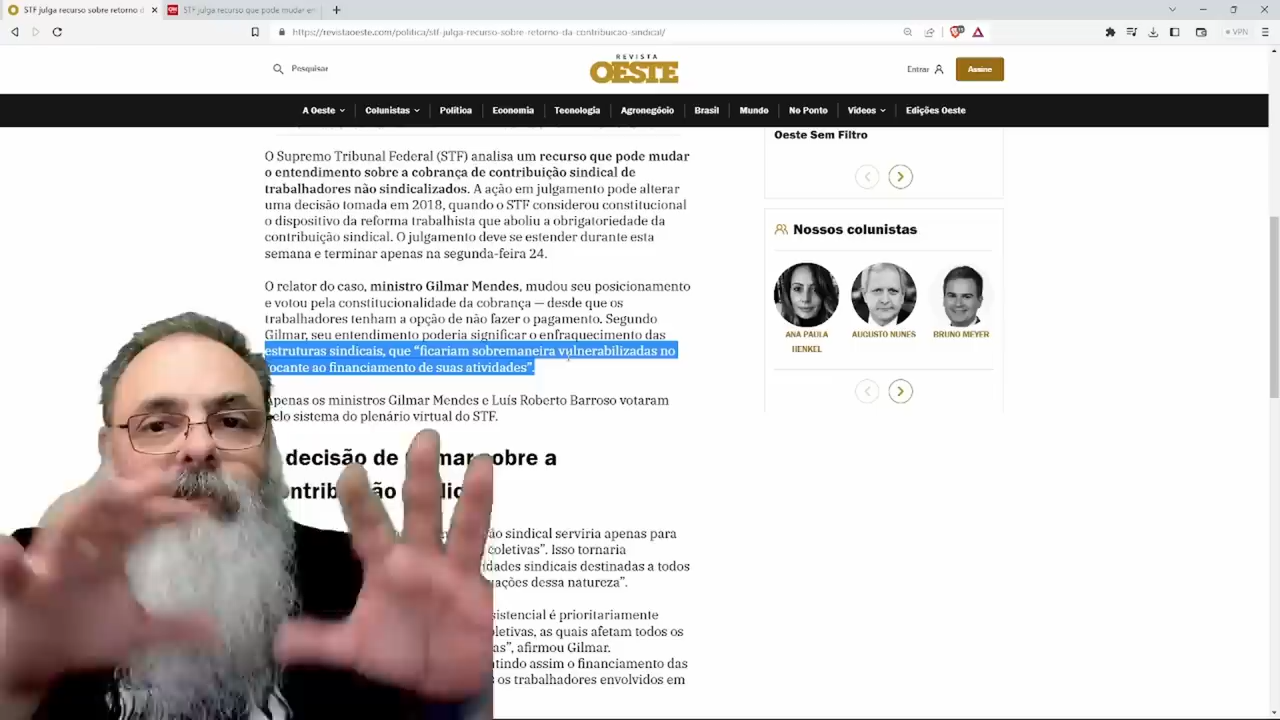 STF julga recurso sobre retorno d
STF julga recurso que pode mudar en
https://revistaoeste.com/politica/stf-julga-recurso-sobre-retorno-da-contribuicao-sindical/
VPN
Pesquisar
REVISTA
OESTE
Entrar
Assine
A Oeste
Colunistas
Política
Economia
Tecnologia
Agronegócio
Brasil
Mundo
No Ponto
Vídeos
Edições Oeste
O Supremo Tribunal Federal (STF) analisa um recurso que pode mudar
o entendimento sobre a cobrança de contribuição sindical de
trabalhadores não sindicalizados. A ação em julgamento pode alterar
uma decisão tomada em 2018, quando o STF considerou constitucional
o dispositivo da reforma trabalhista que aboliu a obrigatoriedade da
contribuição sindical. O julgamento deve se estender durante esta
semana e terminar apenas na segunda-feira 24.
O relator do caso, ministro Gilmar Mendes, mudou seu posicionamento
e votou pela constitucionalidade da cobrança — desde que os
trabalhadores tenham a opção de não fazer o pagamento. Segundo
Gilmar, seu entendimento poderia significar o enfraquecimento das
estruturas sindicais, que “ficariam sobremaneira vulnerabilizadas no
tocante ao financiamento de suas atividades”.
Apenas os ministros Gilmar Mendes e Luís Roberto Barroso votaram
pelo sistema do plenário virtual do STF.
decisão de sobre a
ão sindical serviria apenas para
coletivas”. Isso tornaria
idades sindicais destinadas a todos
uações dessa natureza”.
sistencial é prioritariamente
letivas, as quais afetam todos os
as”, afirmou Gilmar.
ntindo assim o financiamento das
s os trabalhadores envolvidos em
Oeste Sem Filtro
Nossos colunistas
ANA PAULA
HENKEL
AUGUSTO NUNES
BRUNO MEYER